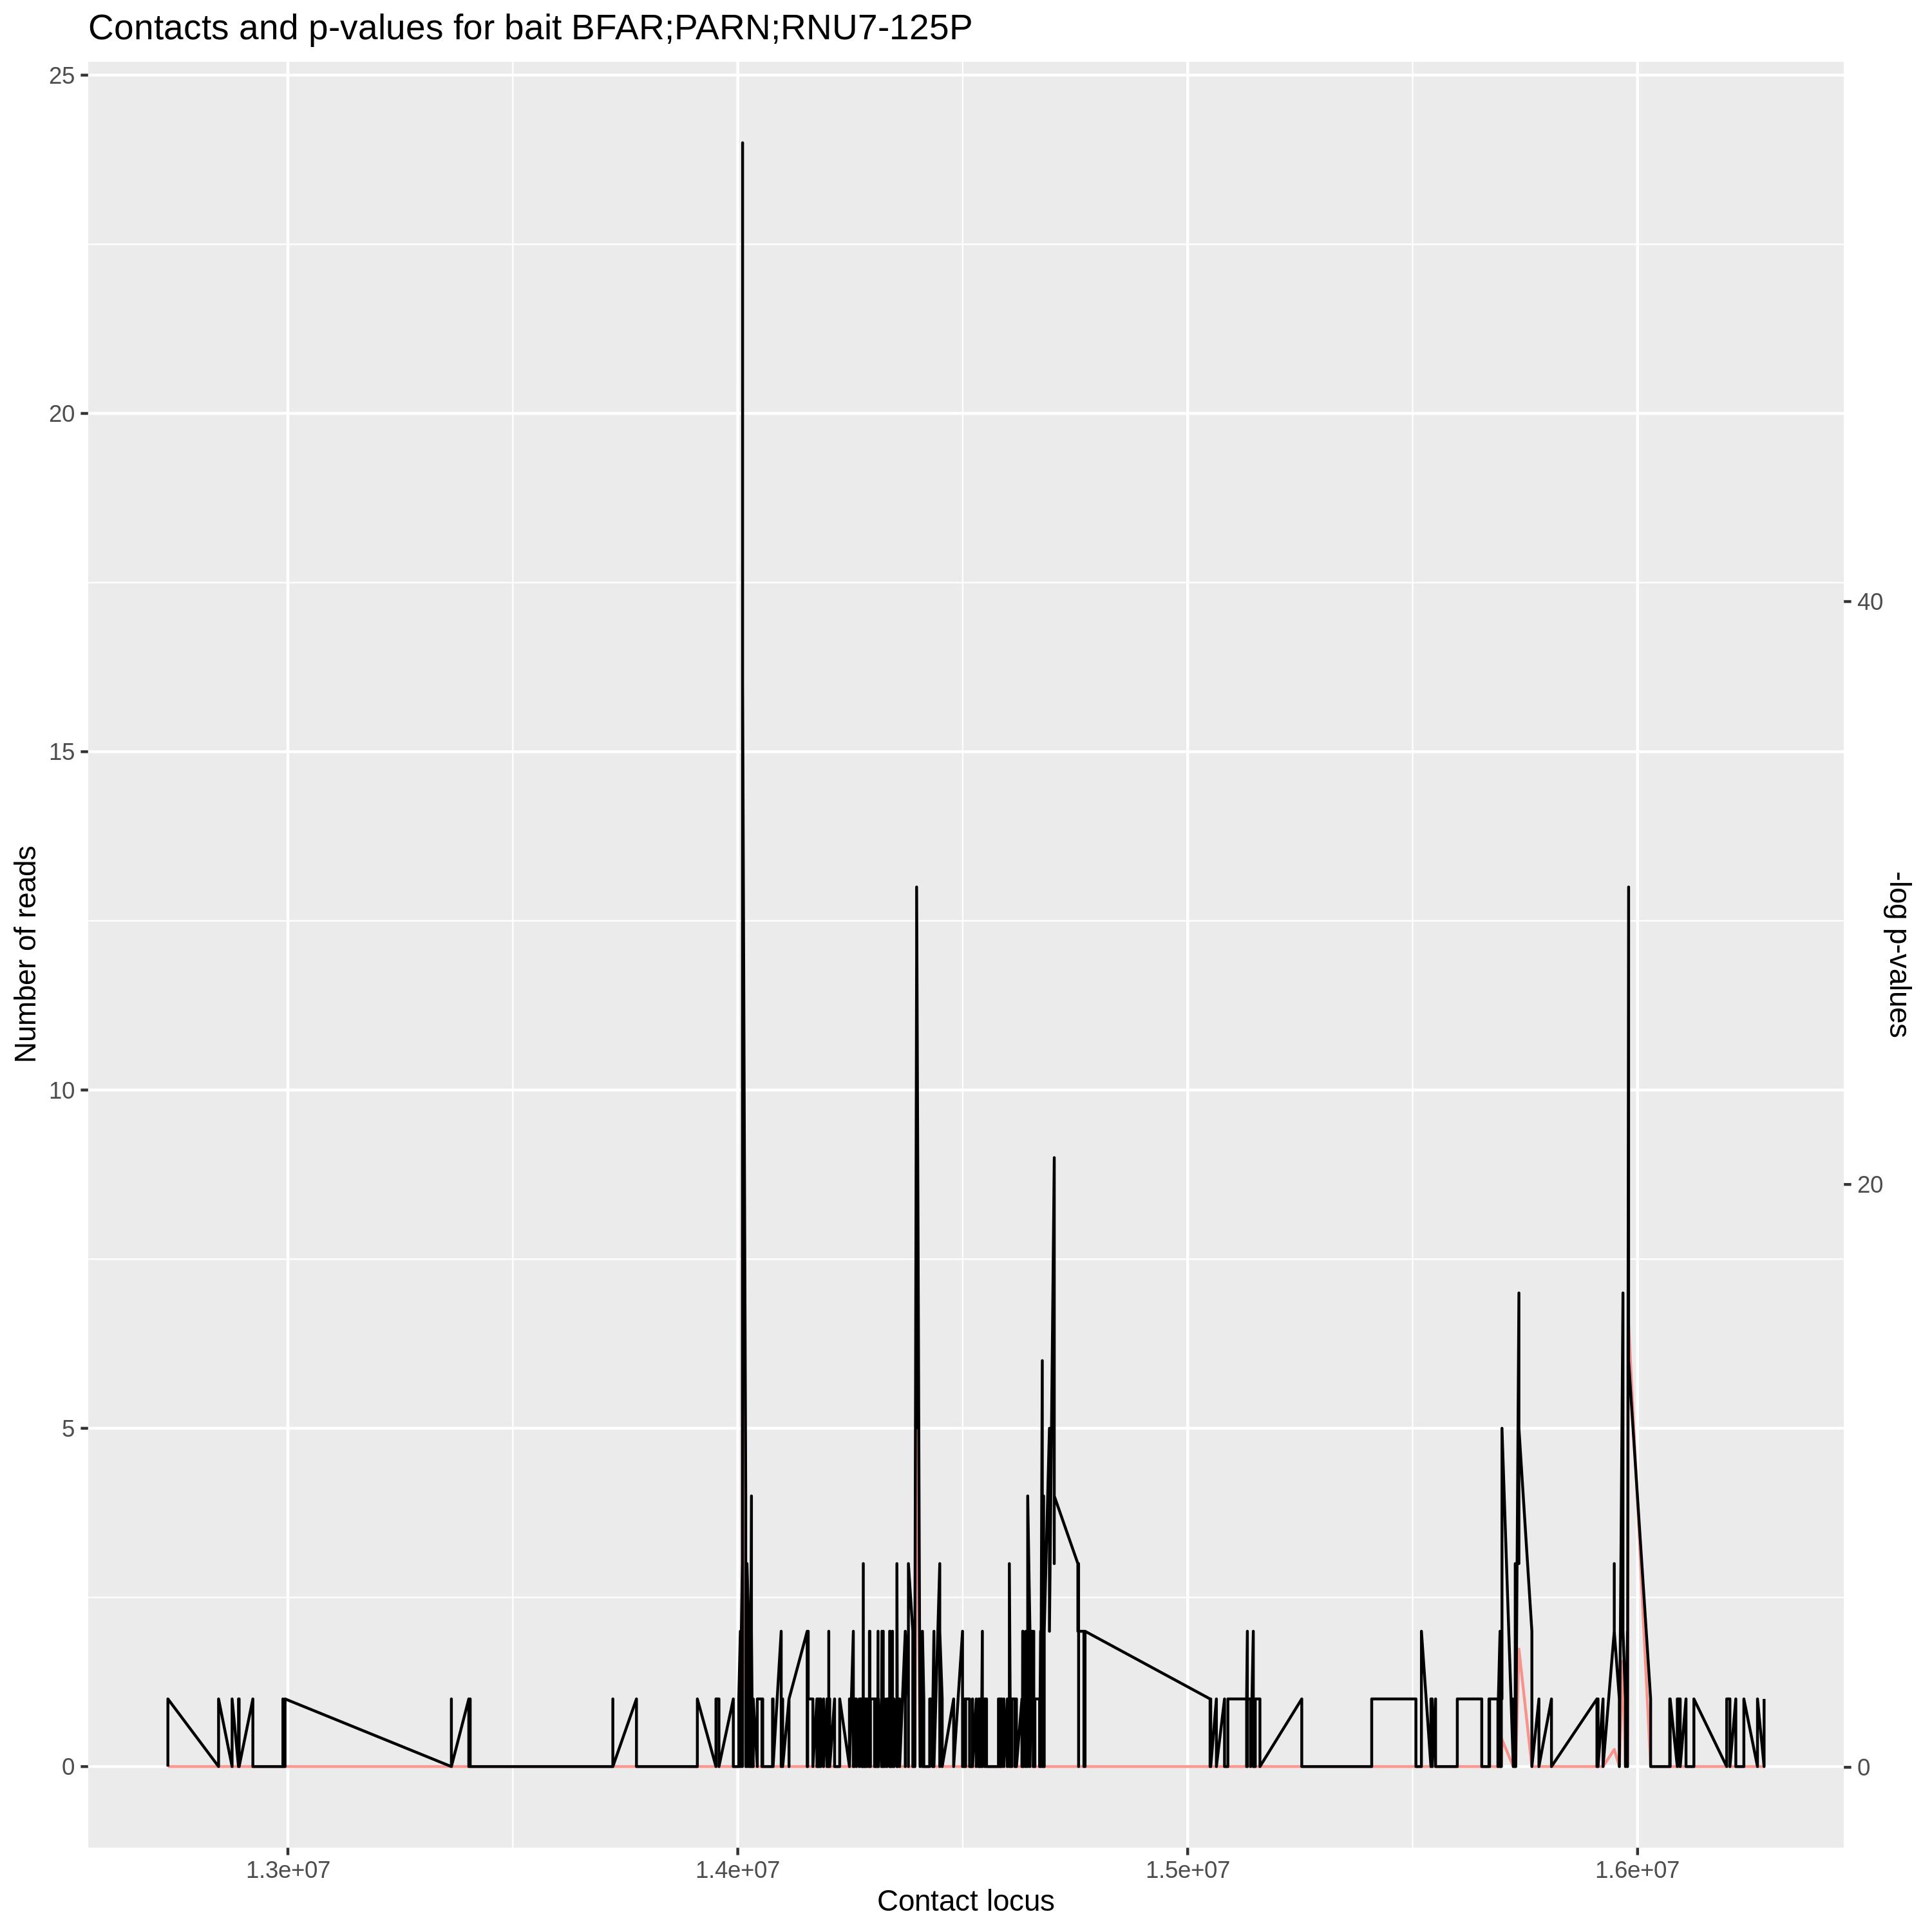 Contacts and p-values for bait BFAR;PARN;RNU7-125P
25
20
15
10
5
0
Number of reads
40
20
0
-log p-values
1.3e+07
1.4e+07
1.5e+07
1.6e+07
Contact locus